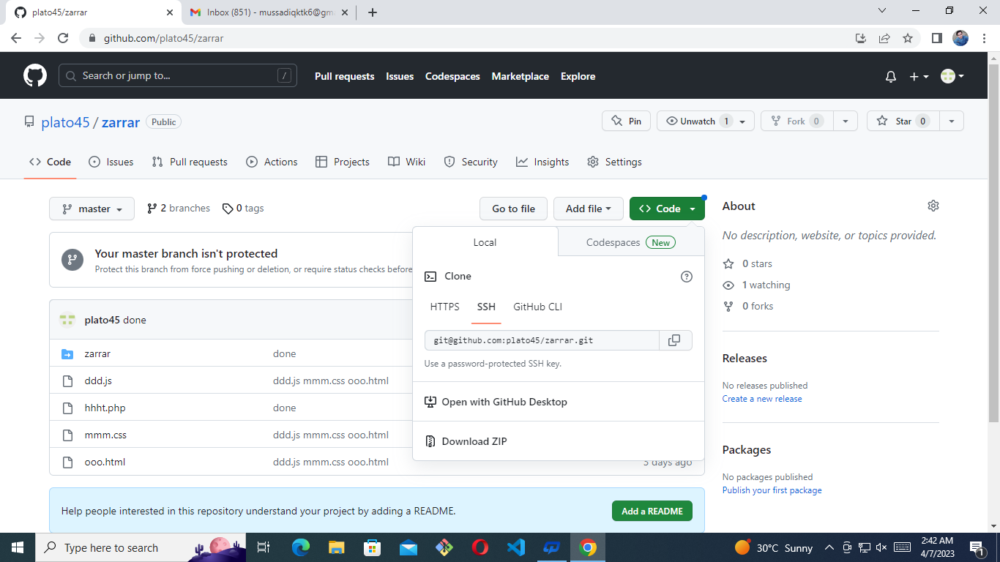 plato45/zarrar
Inbox (851) - mussadiqktk6@gm
github.com/plato45/zarrar
Search or jump to... /
Pull requests Issues Codespaces Marketplace Explore
plato45 / zarrar Public
Pin Unwatch 1 Fork 0 Star 0
Code Issues Pull requests Actions Projects Wiki Security Insights Settings
master 2 branches 0 tags Go to file Add file Code
Your master branch isn't protected
Protect this branch from force pushing or deletion, or require status checks before
plato45 done
zarrar done
ddd.js ddd.js mmm.css ooo.html
hhht.php done
mmm.css ddd.js mmm.css ooo.html
ooo.html ddd.js mmm.css ooo.html 3 days ago
Local Codespaces New
Clone
HTTPS SSH GitHub CLI
git@github.com:plato45/zarrar.git
Use a password-protected SSH key.
Open with GitHub Desktop
Download ZIP
Help people interested in this repository understand your project by adding a README. Add a README
About
No description, website, or topics provided.
0 stars
1 watching
0 forks
Releases
No releases published
Create a new release
Packages
No packages published
Publish your first package
Type here to search
30°C Sunny
2:42 AM
4/7/2023
1